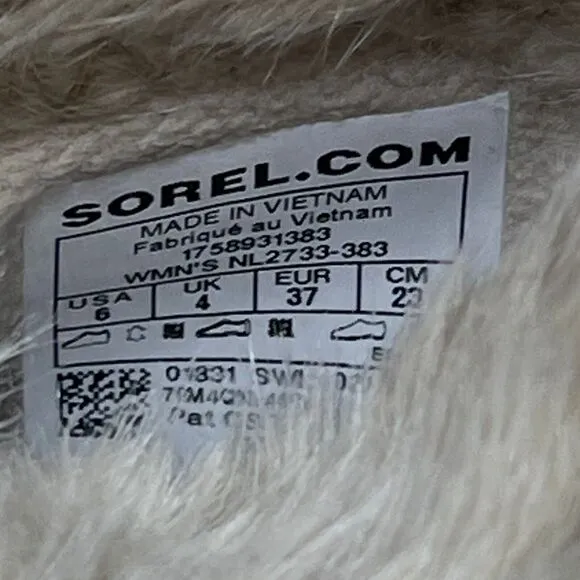 SOREL.COM
MADE IN VIETNAM
Fabriqué au Vietnam
1758931383
WMN'S NL2733-383
USA UK EUR CM
6 4 37 23
01331